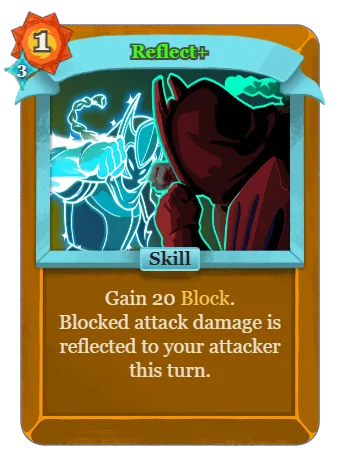 1
3
Reflect+
Skill
Gain 20 Block.
Blocked attack damage is
reflected to your attacker
this turn.